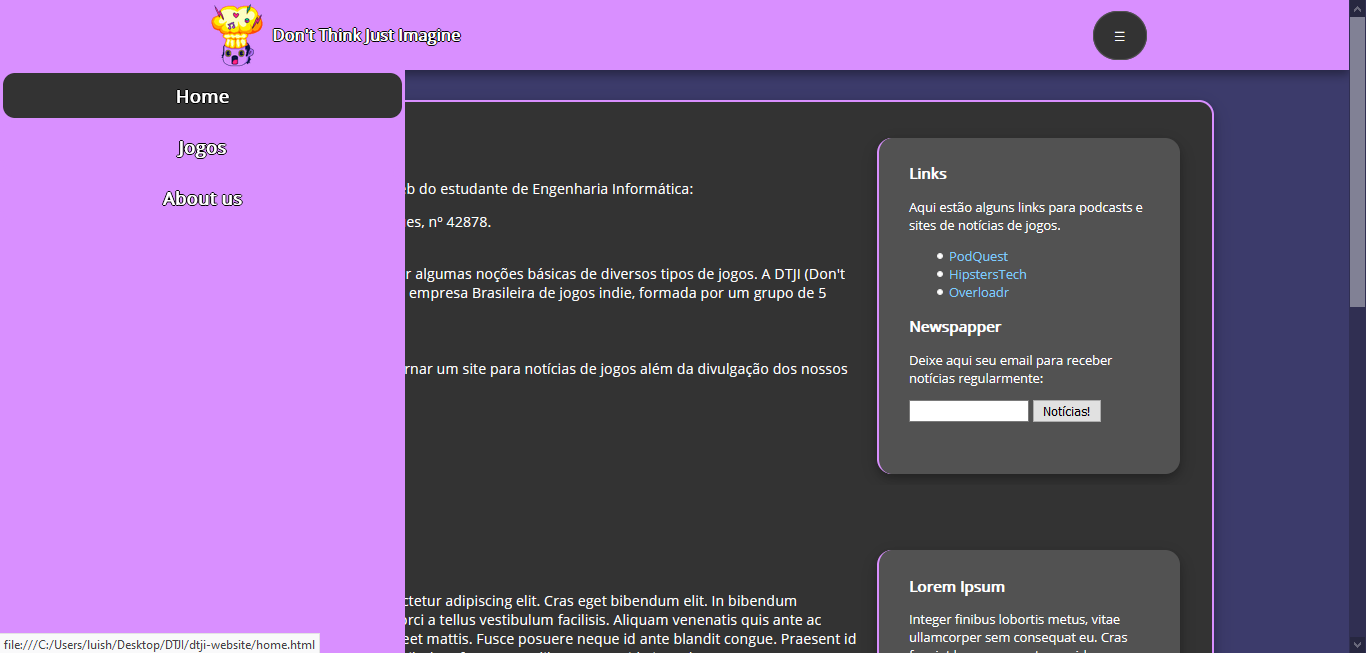 Don't Think Just Imagine
☰
Home
Jogos
About us
do estudante de Engenharia Informática:
nº 42878.
algumas noções básicas de diversos tipos de jogos. A DTJI (Don't
empresa Brasileira de jogos indie, formada por um grupo de 5
um site para notícias de jogos além da divulgação dos nossos
Links
Aqui estão alguns links para podcasts e
sites de notícias de jogos.
PodQuest
HipstersTech
Overloadr
Newspapper
Deixe aqui seu email para receber
notícias regularmente:
Notícias!
adipiscing elit. Cras eget bibendum elit. In bibendum
a tellus vestibulum facilisis. Aliquam venenatis quis ante ac
mattis. Fusce posuere neque id ante blandit congue. Praesent id
Lorem Ipsum
Integer finibus lobortis metus, vitae
ullamcorper sem consequat eu. Cras
file:///C:/Users/luish/Desktop/DTJI/dtji-website/home.html